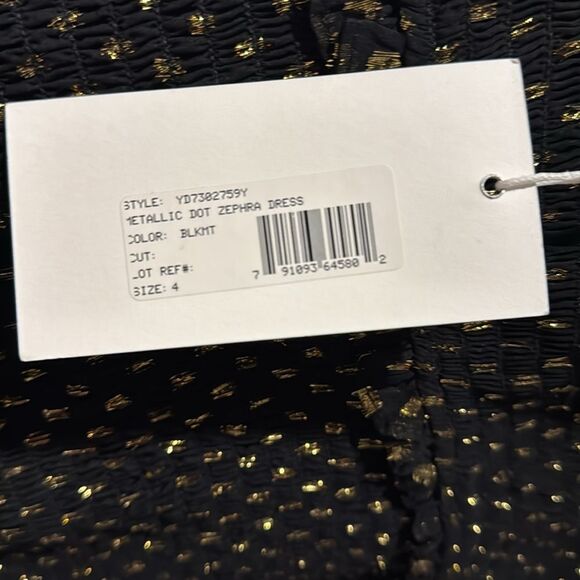 STYLE: YD7302759Y
METALLIC DOT ZEPHRA DRESS
COLOR: BLKMT
CUT:
LOT REF#:
SIZE: 4
7 91093 64580 2